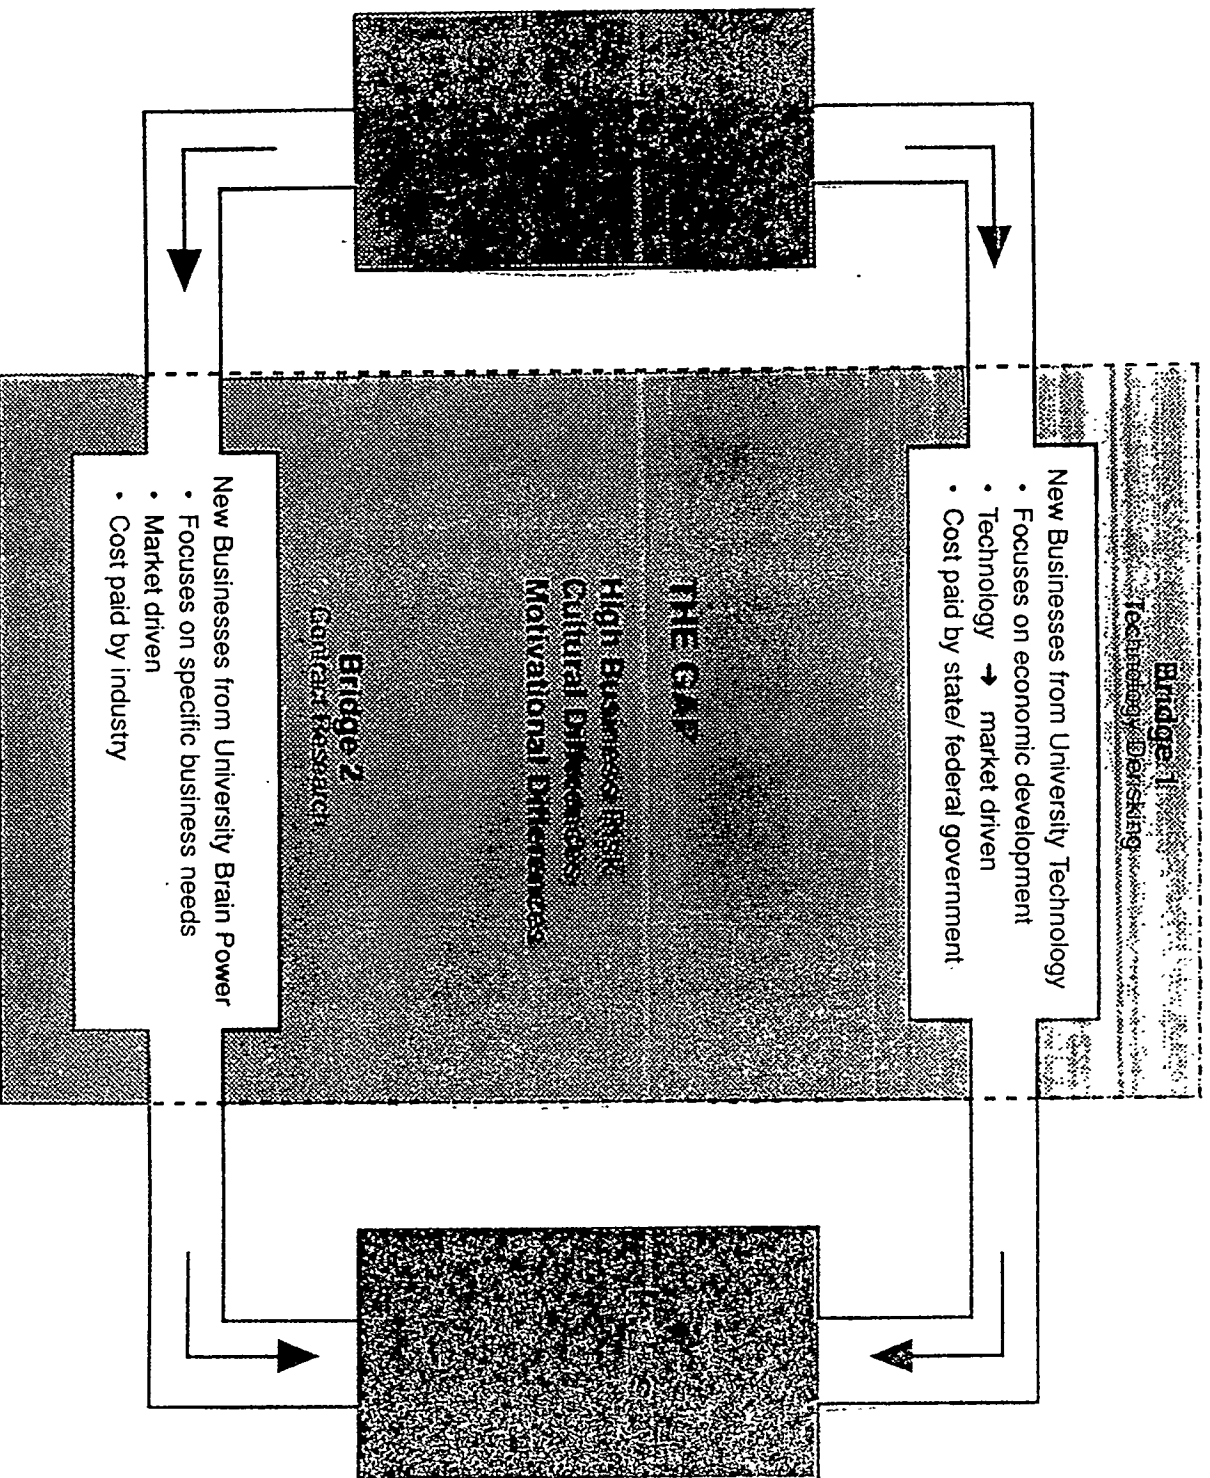 Bridge 1
Technology Derisking
New Businesses from University Technology
• Focuses on economic development
• Technology ➔ market driven
• Cost paid by state/ federal government
THE GAP
High Business Risk
Cultural Differences
Motivational Differences
Bridge 2
Contract Research
New Businesses from University Brain Power
• Focuses on specific business needs
• Market driven
• Cost paid by industry